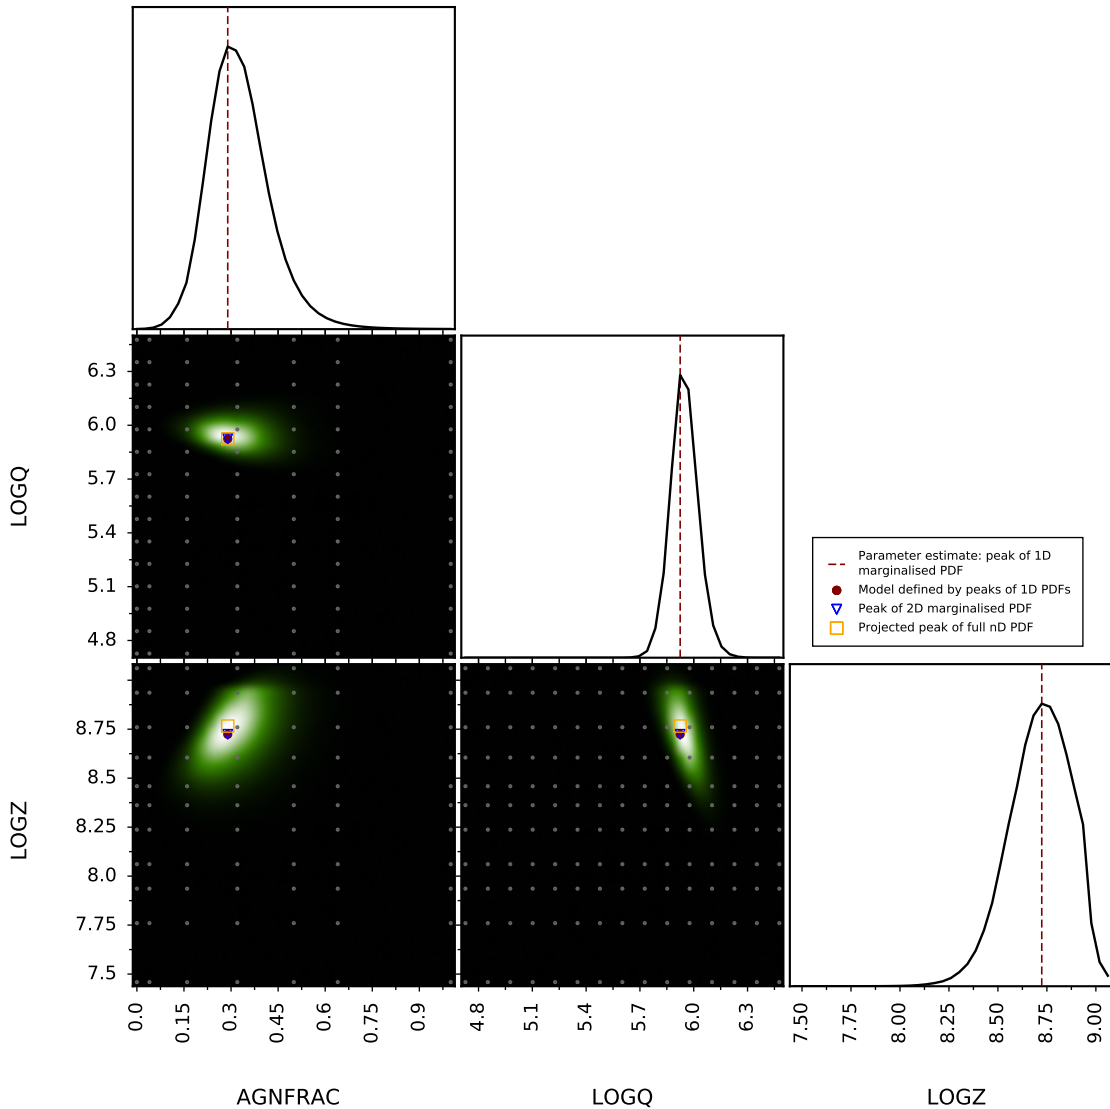 6.3
6.0
5.7
5.4
5.1
4.8
LOGQ
Parameter estimate: peak of 1D
marginalised PDF
Model defined by peaks of 1D PDFs
Peak of 2D marginalised PDF
Projected peak of full nD PDF
8.75
8.5
8.25
8.0
7.75
7.5
LOGZ
0.0 0.15 0.3 0.45 0.6 0.75 0.9
4.8 5.1 5.4 5.7 6.0 6.3
7.50 7.75 8.00 8.25 8.50 8.75 9.00
AGNFRAC LOGQ LOGZ